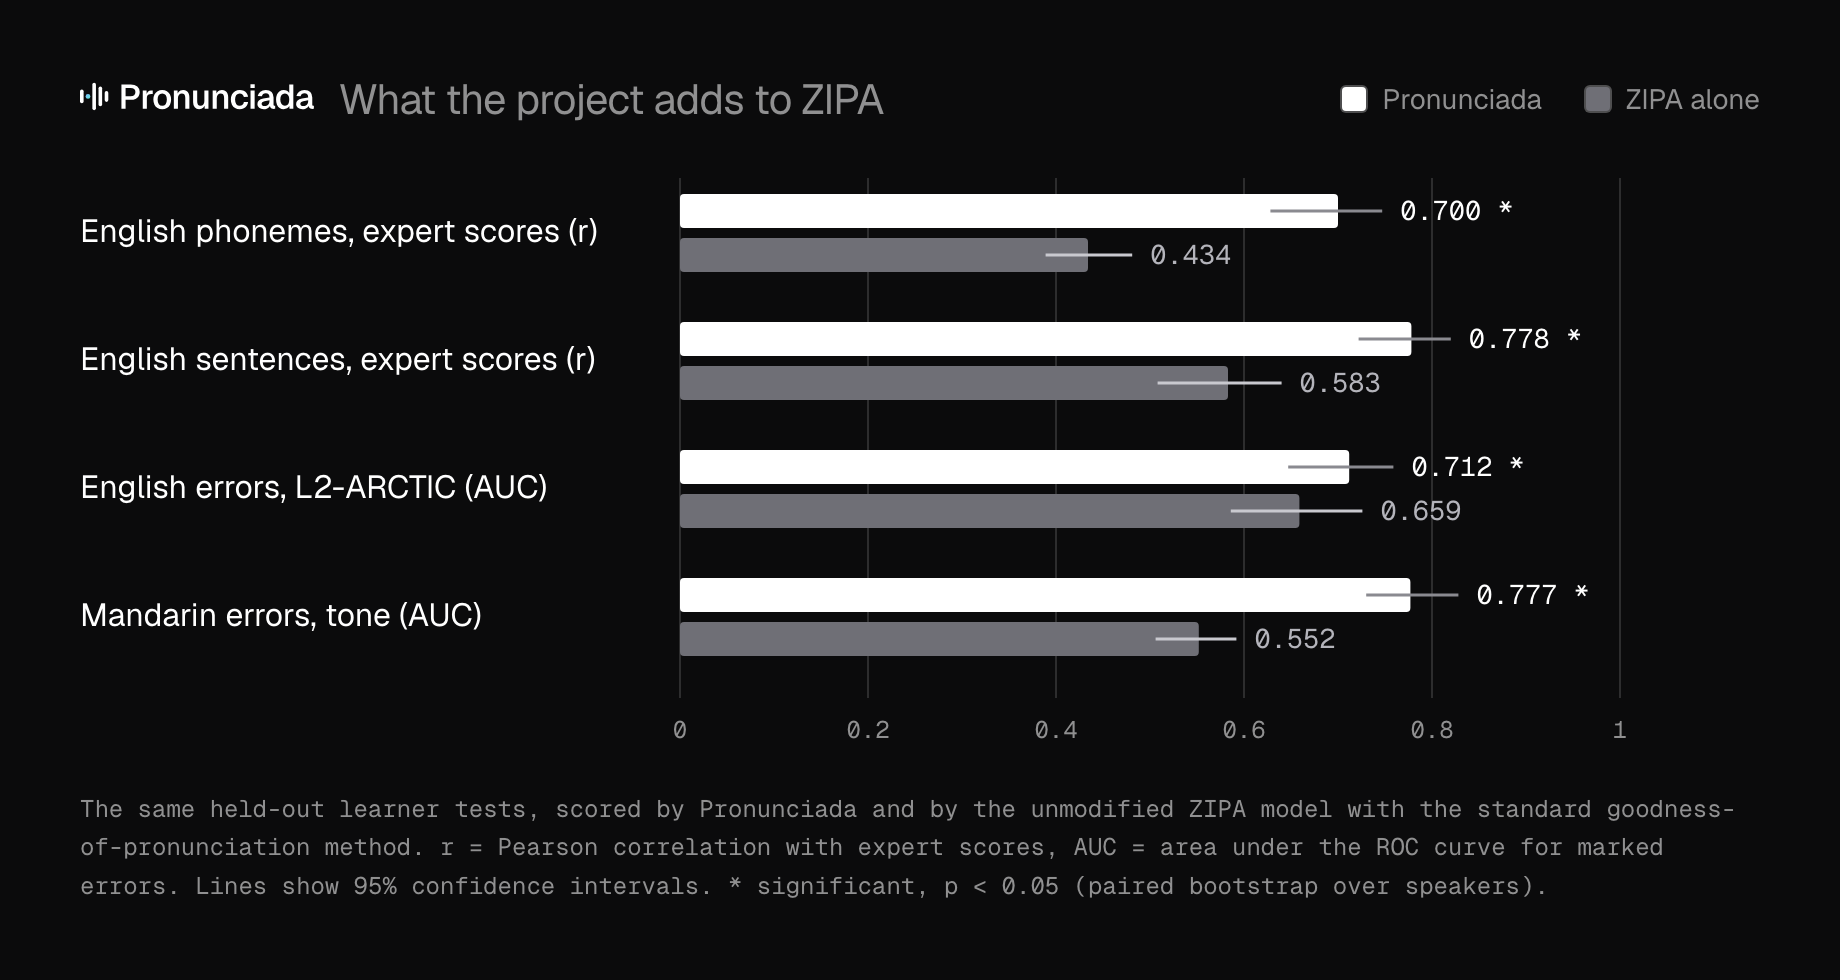 Pronunciada What the project adds to ZIPA
Pronunciada ZIPA alone
English phonemes, expert scores (r)
0.700 *
0.434
English sentences, expert scores (r)
0.778 *
0.583
English errors, L2-ARCTIC (AUC)
0.712 *
0.659
Mandarin errors, tone (AUC)
0.777 *
0.552
0 0.2 0.4 0.6 0.8 1
The same held-out learner tests, scored by Pronunciada and by the unmodified ZIPA model with the standard goodness-
of-pronunciation method. r = Pearson correlation with expert scores, AUC = area under the ROC curve for marked
errors. Lines show 95% confidence intervals. * significant, p < 0.05 (paired bootstrap over speakers).